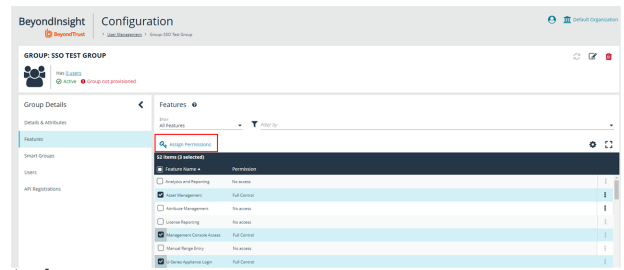 BeyondInsight
BeyondTrust
Configuration
User Management > Group: SSO Test Group
Default Organization
GROUP: SSO TEST GROUP
Has 0 users
Active Group not provisioned
Group Details
Details & Attributes
Features
Smart Groups
Users
API Registrations
Features
Show
All Features
Filter by
Assign Permissions
52 items (3 selected)
Feature Name Permission
Analytics and Reporting No access
Asset Management Full Control
Attribute Management No access
License Reporting No access
Management Console Access Full Control
Manual Range Entry No access
U-Series Appliance Login Full Control